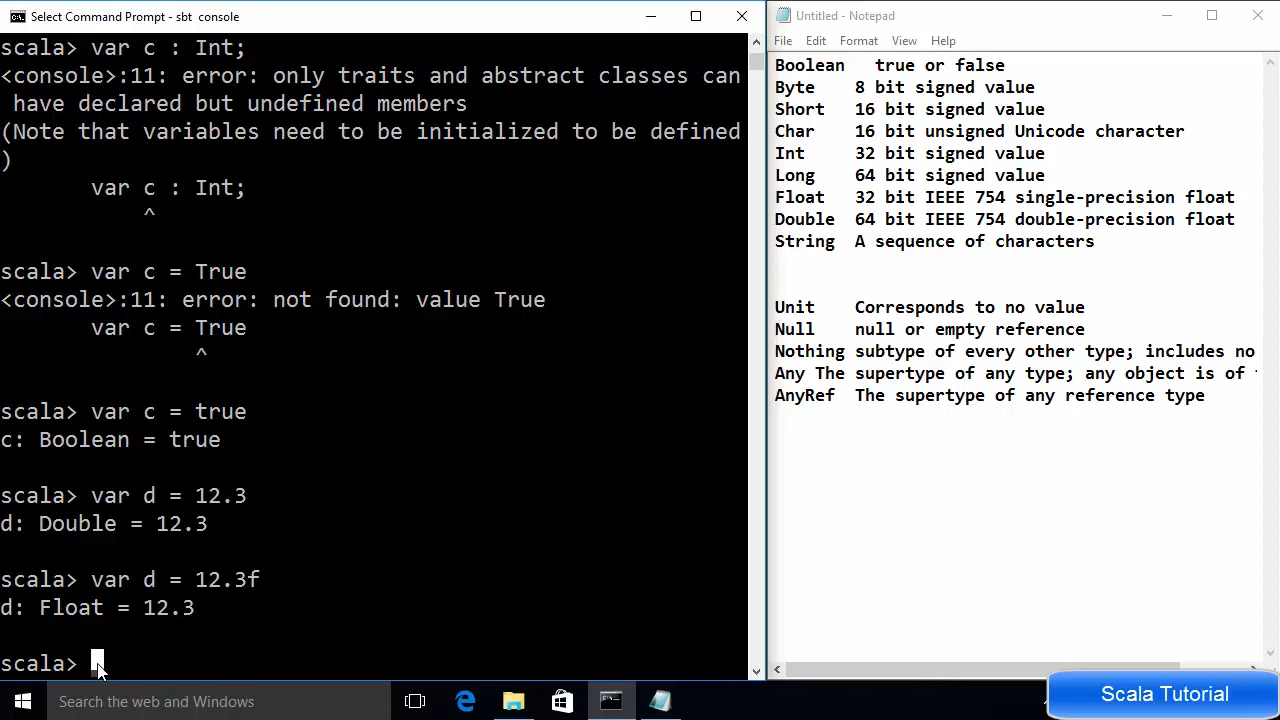 Select Command Prompt - sbt console
scala> var c : Int;
<console>:11: error: only traits and abstract classes can
have declared but undefined members
(Note that variables need to be initialized to be defined
)
var c : Int;
^
scala> var c = True
<console>:11: error: not found: value True
var c = True
^
scala> var c = true
c: Boolean = true
scala> var d = 12.3
d: Double = 12.3
scala> var d = 12.3f
d: Float = 12.3
scala>
Untitled - Notepad
File Edit Format View Help
Boolean true or false
Byte 8 bit signed value
Short 16 bit signed value
Char 16 bit unsigned Unicode character
Int 32 bit signed value
Long 64 bit signed value
Float 32 bit IEEE 754 single-precision float
Double 64 bit IEEE 754 double-precision float
String A sequence of characters
Unit Corresponds to no value
Null null or empty reference
Nothing subtype of every other type; includes no
Any The supertype of any type; any object is of
AnyRef The supertype of any reference type
Search the web and Windows
Scala Tutorial